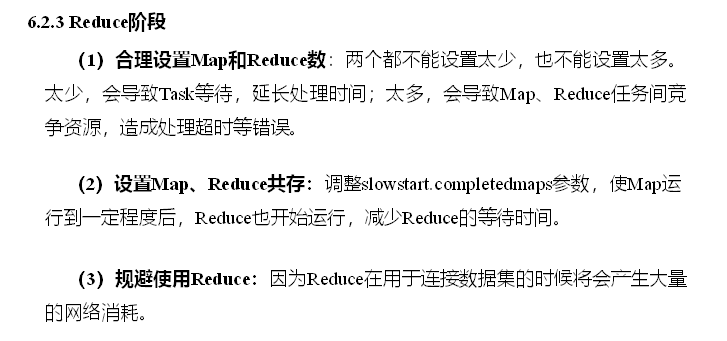 6.2.3 Reduce阶段
（1）合理设置Map和Reduce数：两个都不能设置太少，也不能设置太多。
太少，会导致Task等待，延长处理时间；太多，会导致Map、Reduce任务间竞
争资源，造成处理超时等错误。
（2）设置Map、Reduce共存：调整slowstart.completedmaps参数，使Map运
行到一定程度后，Reduce也开始运行，减少Reduce的等待时间。
（3）规避使用Reduce：因为Reduce在用于连接数据集的时候将会产生大量
的网络消耗。